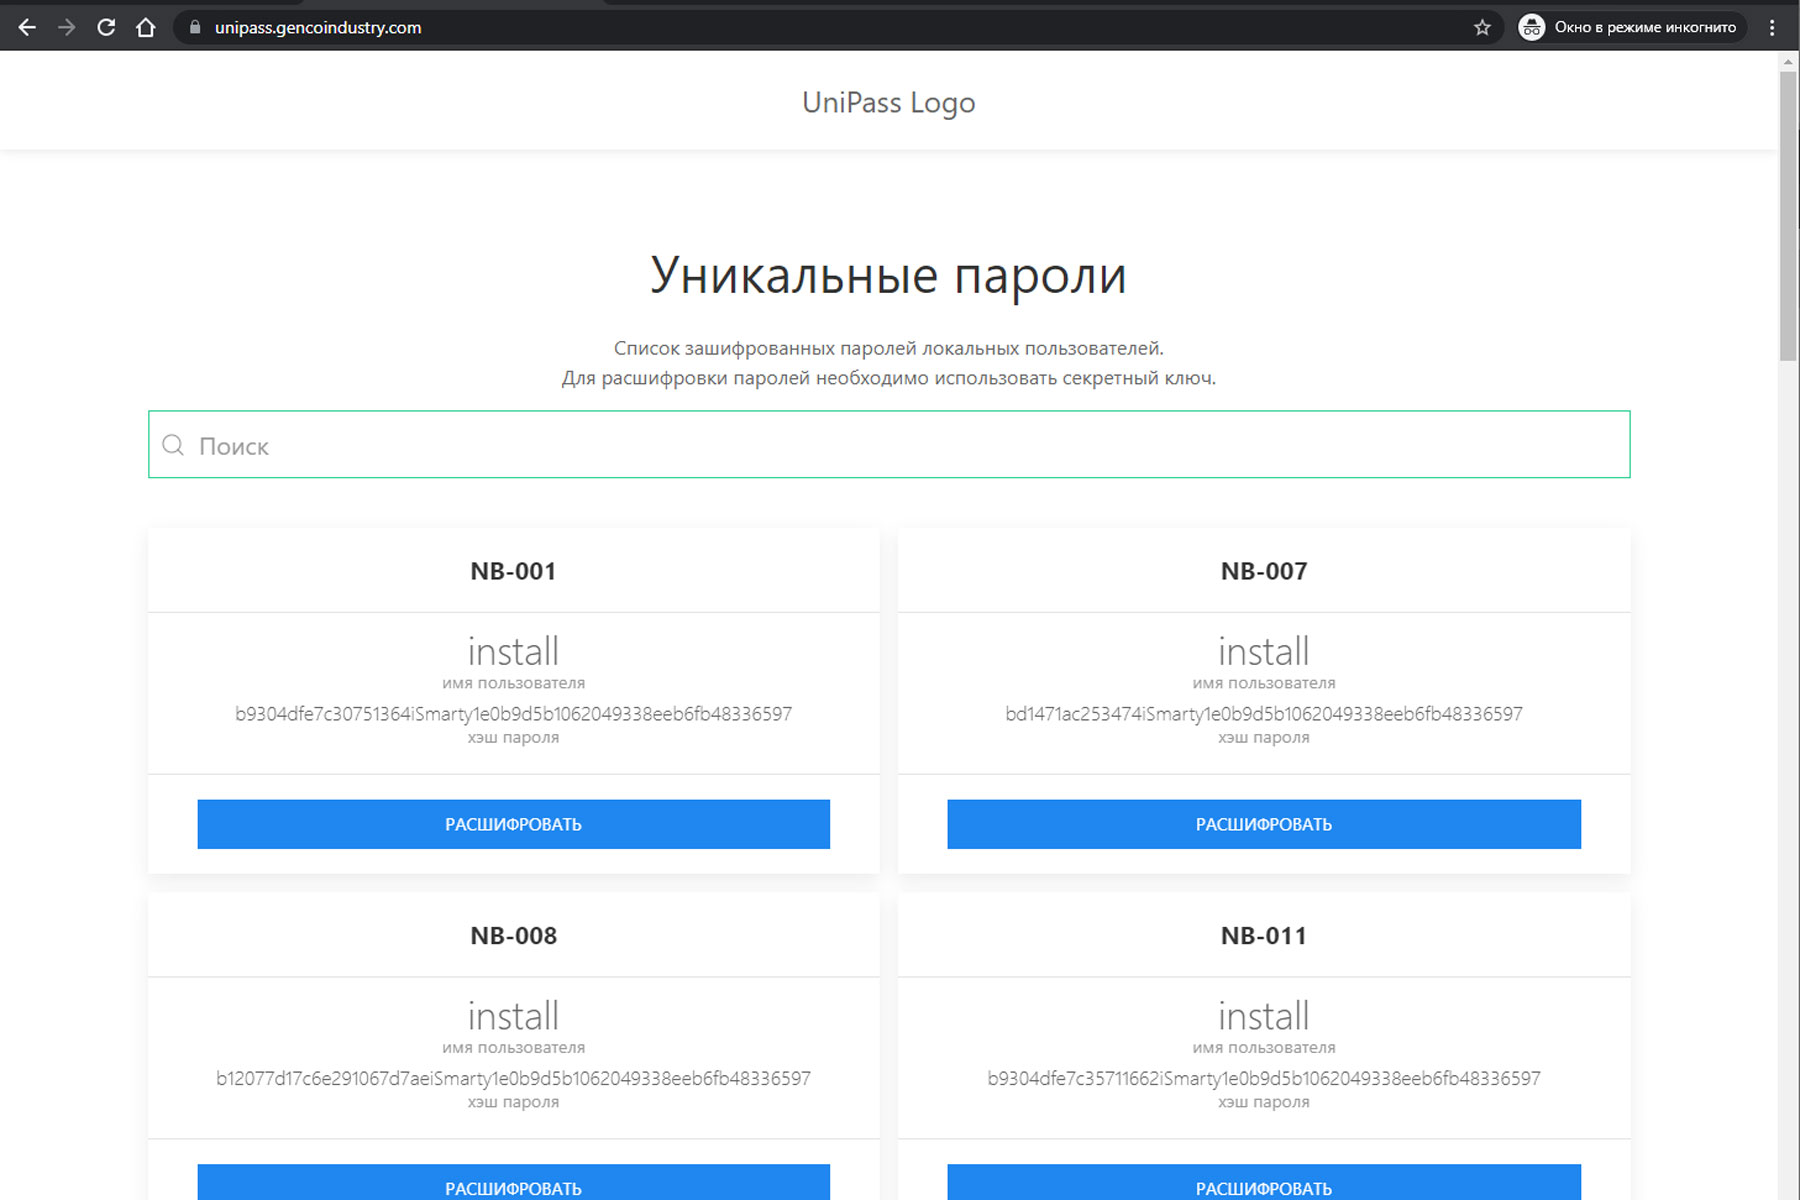 unipass.gencoindustry.com
Окно в режиме инкогнито
UniPass Logo
Уникальные пароли
Список зашифрованных паролей локальных пользователей.
Для расшифровки паролей необходимо использовать секретный ключ.
Поиск
NB-001
install
имя пользователя
b9304dfe7c30751364iSmarty1e0b9d5b1062049338eeb6fb48336597
хэш пароля
РАСШИФРОВАТЬ
NB-007
install
имя пользователя
bd1471ac253474iSmarty1e0b9d5b1062049338eeb6fb48336597
хэш пароля
РАСШИФРОВАТЬ
NB-008
install
имя пользователя
b12077d17c6e291067d7aeiSmarty1e0b9d5b1062049338eeb6fb48336597
хэш пароля
РАСШИФРОВАТЬ
NB-011
install
имя пользователя
b9304dfe7c35711662iSmarty1e0b9d5b1062049338eeb6fb48336597
хэш пароля
РАСШИФРОВАТЬ